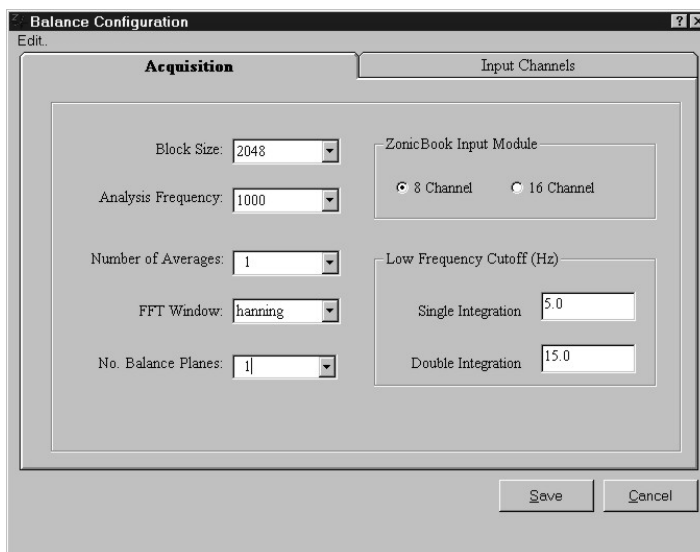 Balance Configuration
Edit..
Acquisition
Input Channels
Block Size: 2048
Analysis Frequency: 1000
Number of Averages: 1
FFT Window: hanning
No. Balance Planes: 1
ZonicBook Input Module
8 Channel 16 Channel
Low Frequency Cutoff (Hz)
Single Integration 5.0
Double Integration 15.0
Save Cancel